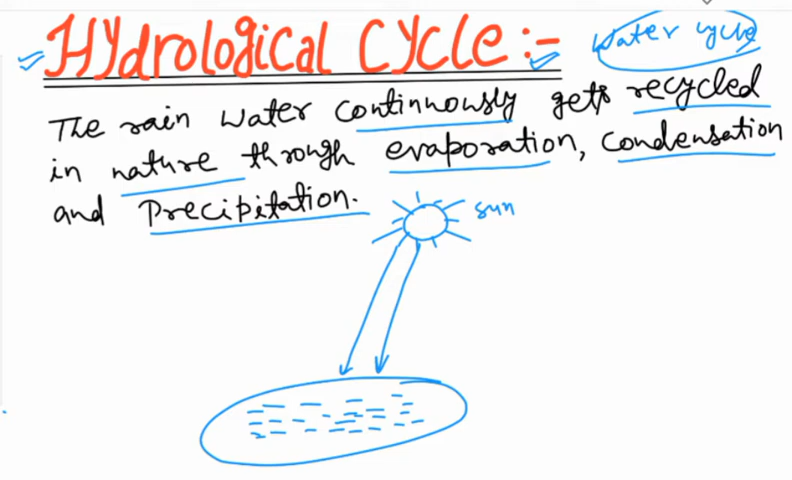 Hydrological Cycle :-
Water cycle
The rain water continuously gets recycled
in nature through evaporation, Condensation
and Precipitation.
sun